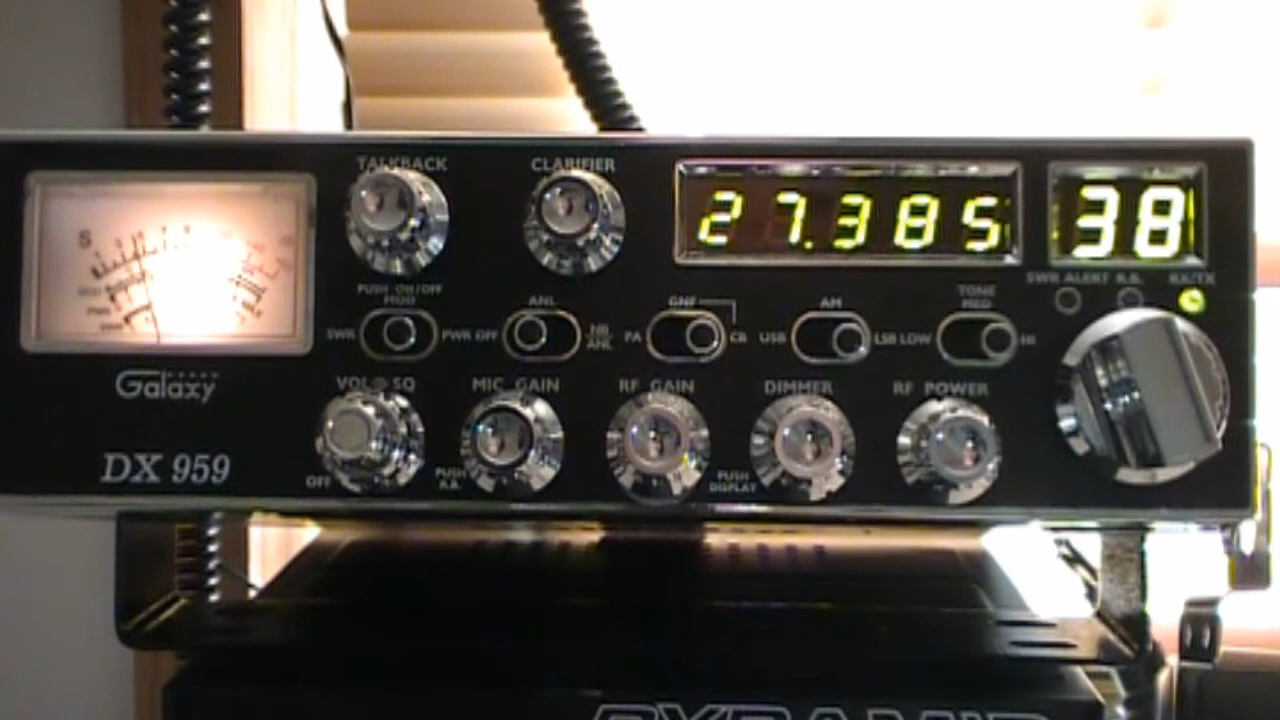 TALKBACK CLARIFIER
27.385 38
S
SWR ALERT R.B. RX/TX
PUSH ON/OFF
MOD ANL GNF AM TONE
MED
SWR PWR OFF NB
ANL PA CB USB LSB LOW HI
Galaxy
VOL SQ MIC GAIN RF GAIN DIMMER RF POWER
DX 959
OFF PUSH
R.B. PUSH
DISPLAY
PYRAMID